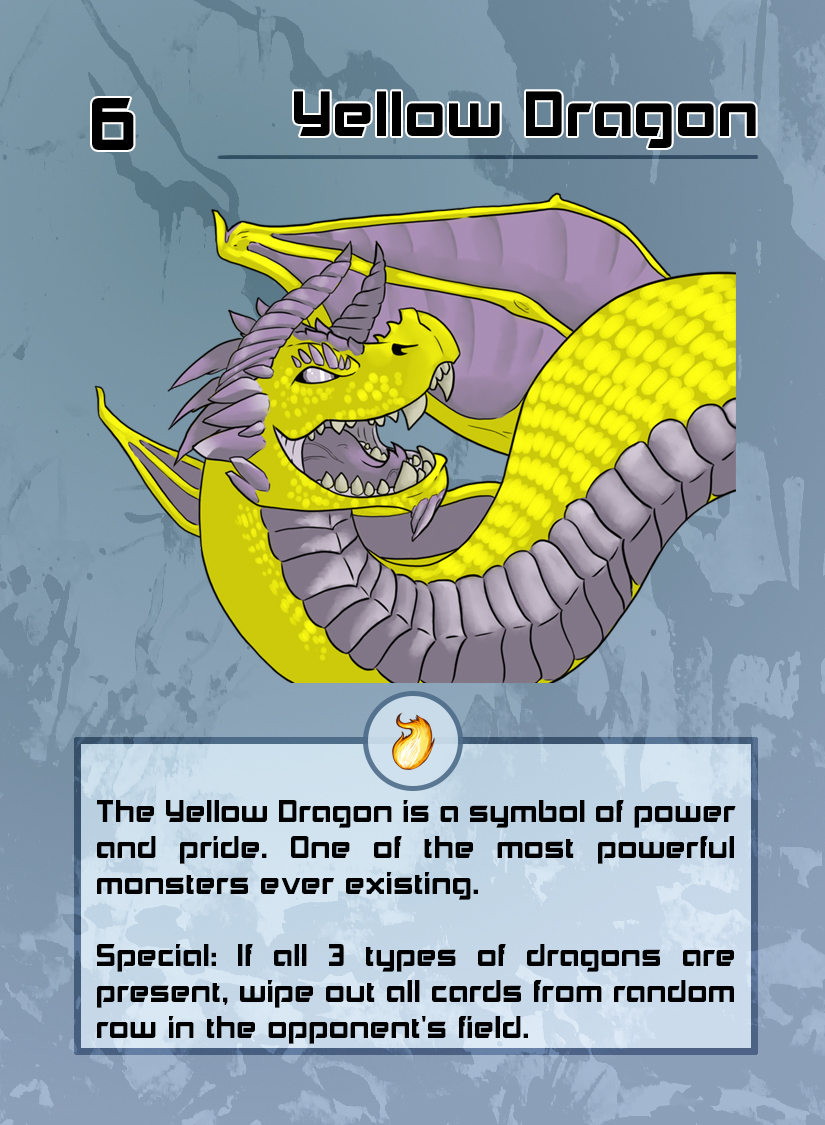 6
Yellow Dragon
The Yellow Dragon is a symbol of power
and pride. One of the most powerful
monsters ever existing.
Special: If all 3 types of dragons are
present, wipe out all cards from random
row in the opponent's field.